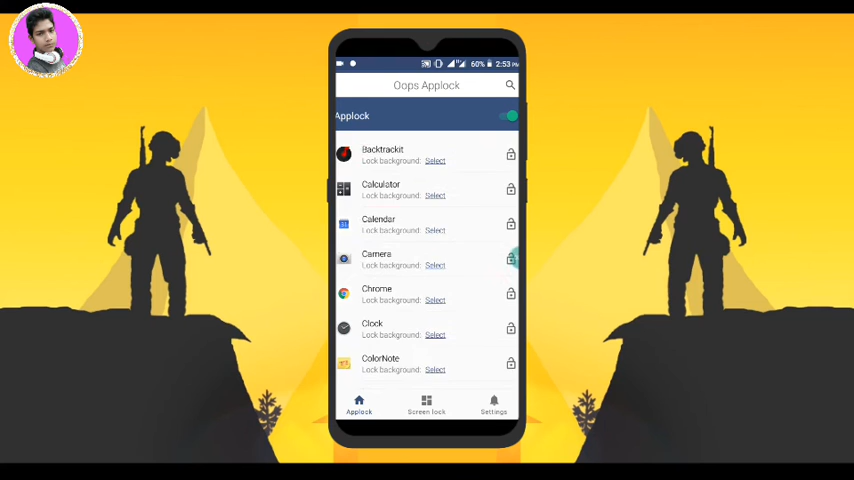 60% 2:53 PM
Oops Applock
Applock
Backtrackit
Lock background: Select
Calculator
Lock background: Select
Calendar
Lock background: Select
Camera
Lock background: Select
Chrome
Lock background: Select
Clock
Lock background: Select
ColorNote
Lock background: Select
Applock Screen lock Settings